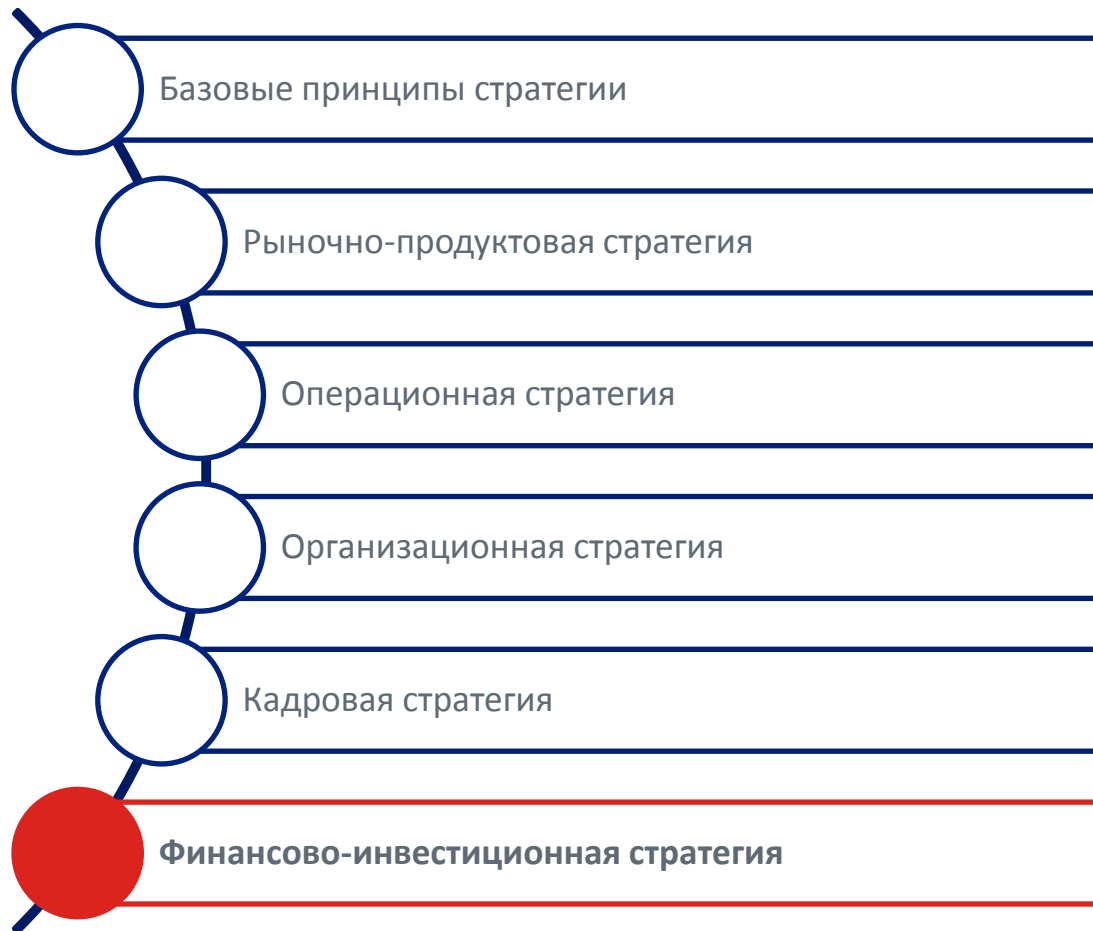 Базовые принципы стратегии
Рыночно-продуктовая стратегия
Операционная стратегия
Организационная стратегия
Кадровая стратегия
Финансово-инвестиционная стратегия